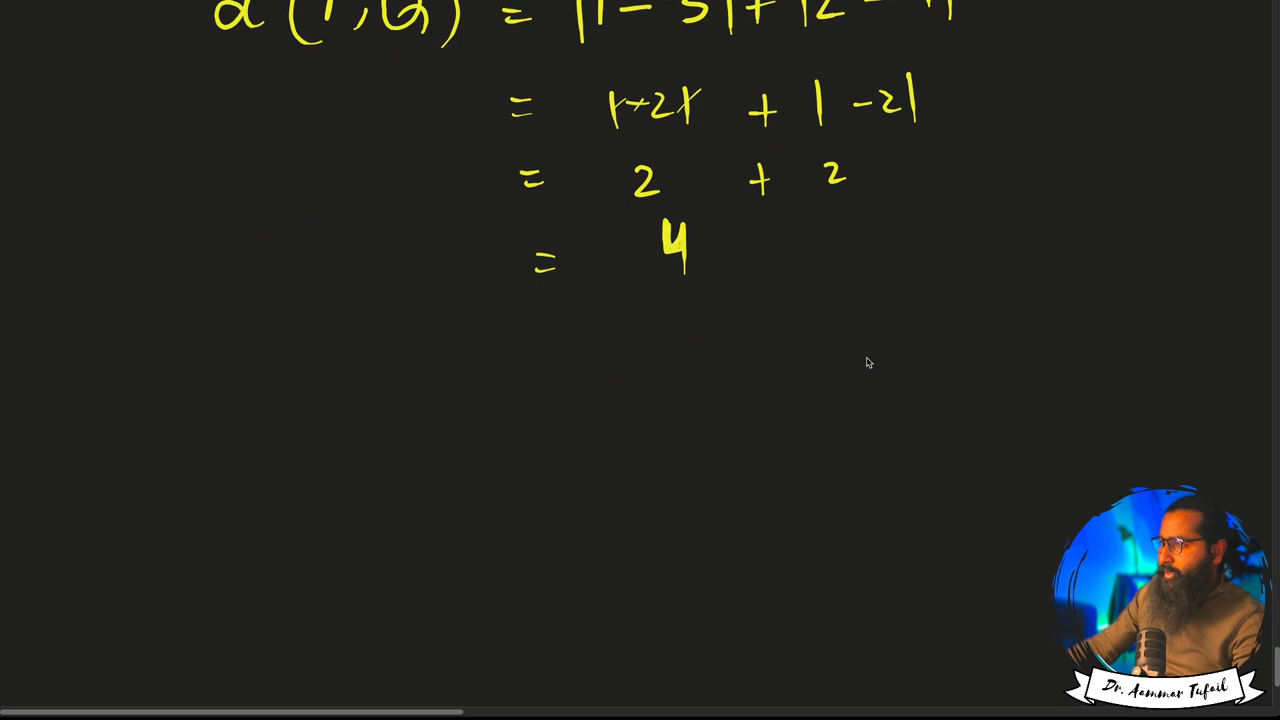 d(P,Q) = |1 - 3| + |2 - 4|
= |-2| + |-2|
= 2 + 2
= 4
Dr. Aammar Tufail